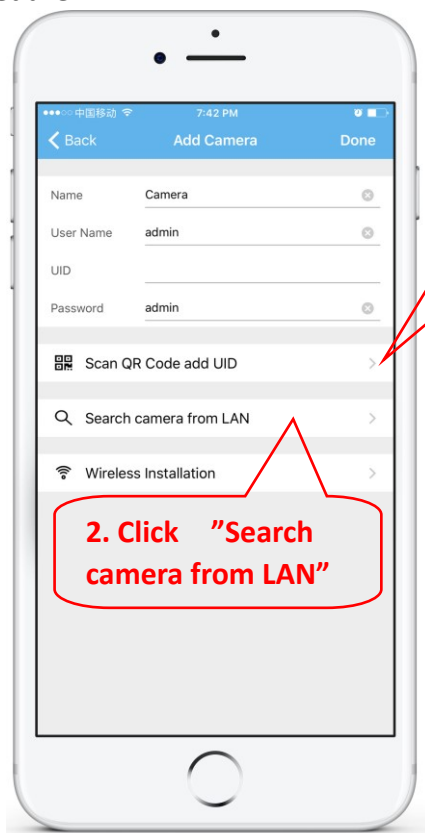 中国移动 7:42 PM
Back Add Camera Done
Name Camera
User Name admin
UID
Password admin
Scan QR Code add UID
Search camera from LAN
Wireless Installation
2. Click ”Search
camera from LAN”